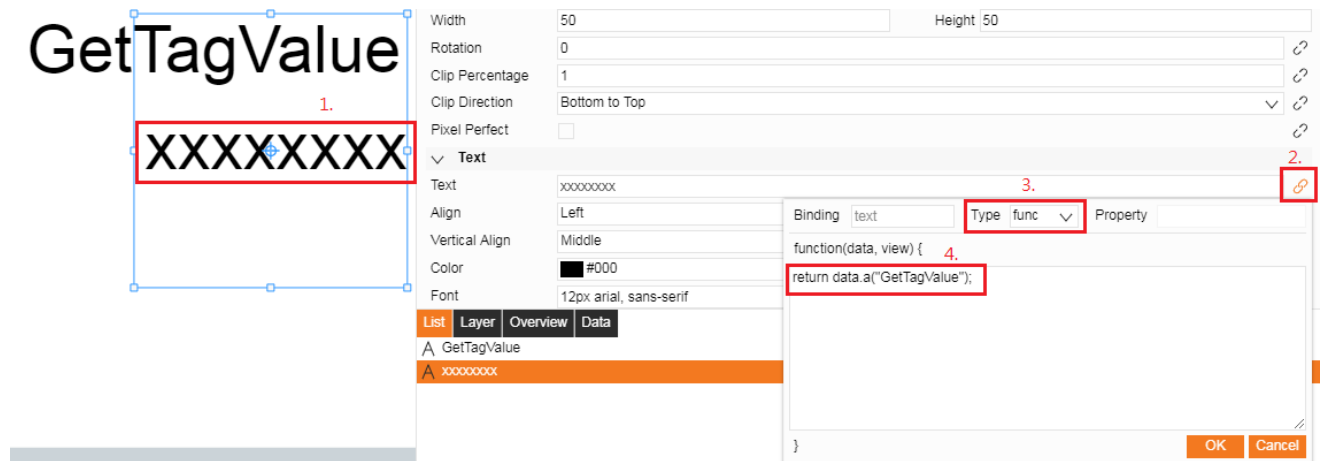 GetTagValue
1.
XXXXXXXX
Width 50 Height 50
Rotation 0
Clip Percentage 1
Clip Direction Bottom to Top
Pixel Perfect
Text
2.
Text xxxxxxxx
3.
Align Left
Binding text Type func Property
Vertical Align Middle
function(data, view) {
4.
Color #000
return data.a("GetTagValue");
Font 12px arial, sans-serif
List Layer Overview Data
A GetTagValue
A xxxxxxxx
}
OK Cancel